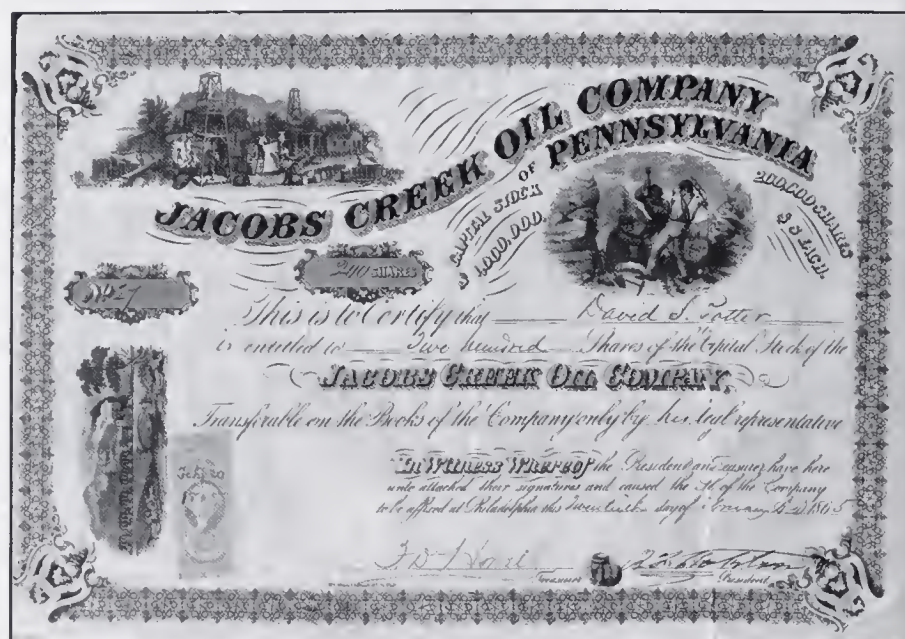 JACOBS CREEK OIL COMPANY
OF PENNSYLVANIA
CAPITAL STOCK
$ 1,000,000.
200,000 SHARES
$ 5 EACH.
200 SHARES
No 27
This is to Certify that David S. Potter
is entitled to Two hundred Shares of the Capital Stock of the
JACOBS CREEK OIL COMPANY,
Transferable on the Books of the Company only by his legal representative
In Witness Whereof the President and have here
unto attached their signatures and caused the of the Company
to be affixed at Philadelphia this Twentieth day of 1865
Treasurer
President